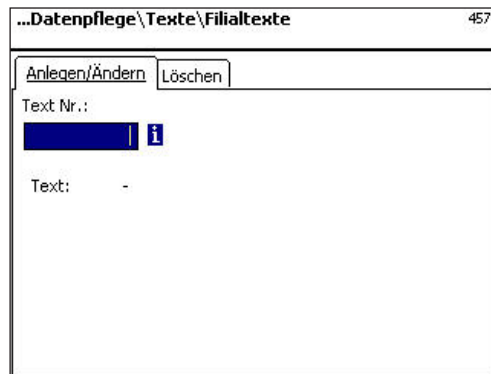 ...Datenpflege\Texte\Filialtexte 457
Anlegen/Ändern Löschen
Text Nr.:
i
Text: -